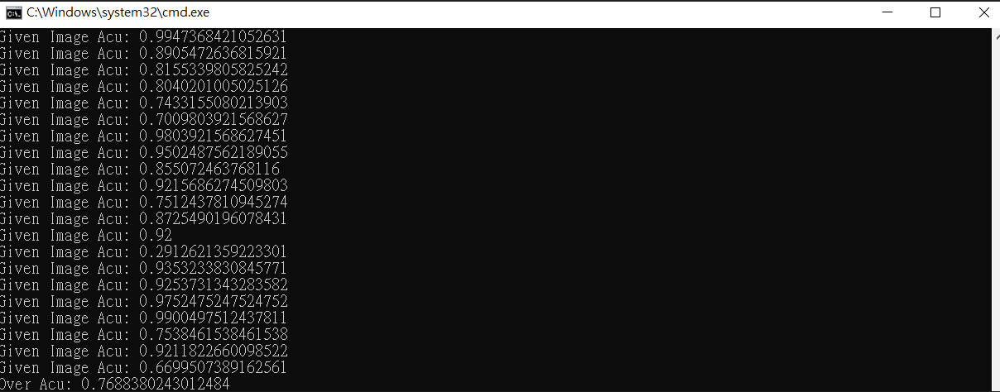 C:\Windows\system32\cmd.exe
Given Image Acu: 0.9947368421052631
Given Image Acu: 0.8905472636815921
Given Image Acu: 0.8155339805825242
Given Image Acu: 0.8040201005025126
Given Image Acu: 0.7433155080213903
Given Image Acu: 0.7009803921568627
Given Image Acu: 0.9803921568627451
Given Image Acu: 0.9502487562189055
Given Image Acu: 0.855072463768116
Given Image Acu: 0.9215686274509803
Given Image Acu: 0.7512437810945274
Given Image Acu: 0.8725490196078431
Given Image Acu: 0.92
Given Image Acu: 0.2912621359223301
Given Image Acu: 0.9353233830845771
Given Image Acu: 0.9253731343283582
Given Image Acu: 0.9752475247524752
Given Image Acu: 0.9900497512437811
Given Image Acu: 0.7538461538461538
Given Image Acu: 0.9211822660098522
Given Image Acu: 0.6699507389162561
Over Acu: 0.7688380243012484